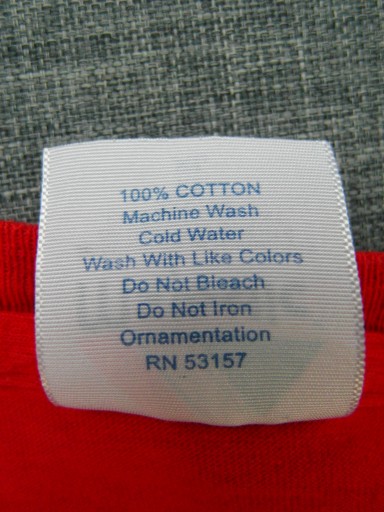 100% COTTON
Machine Wash
Cold Water
Wash With Like Colors
Do Not Bleach
Do Not Iron
Ornamentation
RN 53157